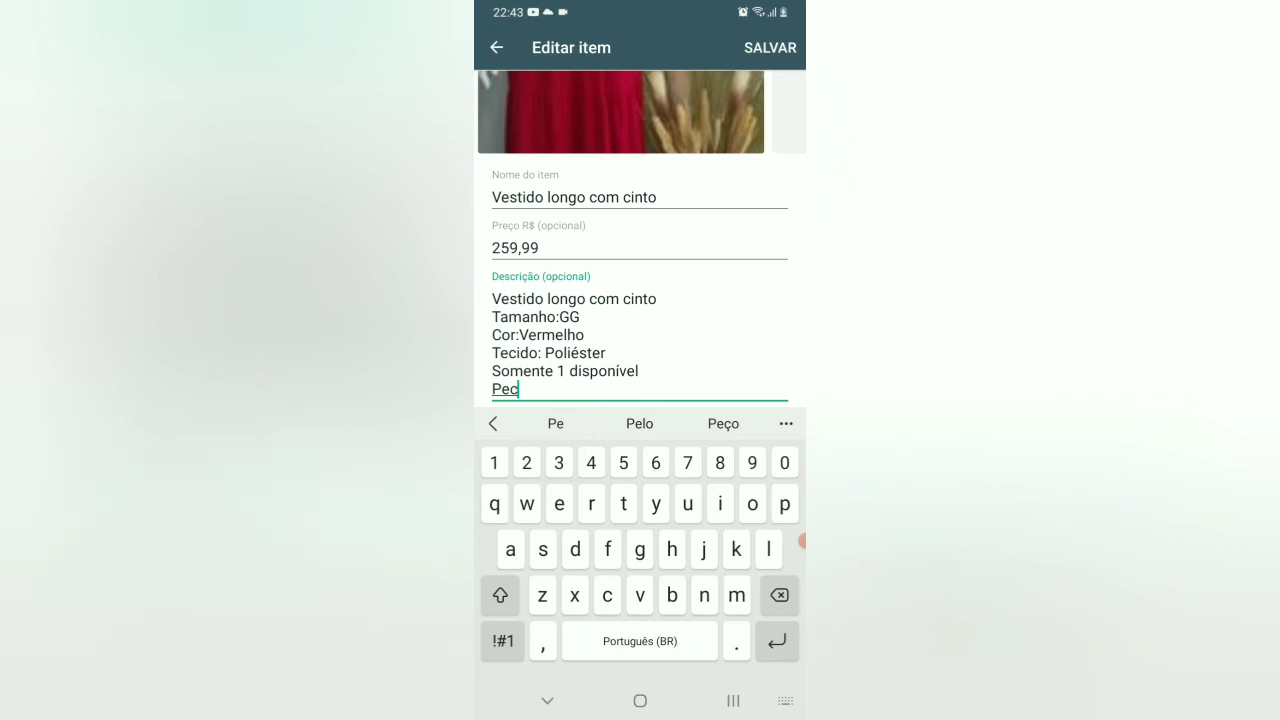 22:43
Editar item
SALVAR
Nome do item
Vestido longo com cinto
Preço R$ (opcional)
259,99
Descrição (opcional)
Vestido longo com cinto
Tamanho:GG
Cor:Vermelho
Tecido: Poliéster
Somente 1 disponível
Pec
Pe Pelo Peço
1 2 3 4 5 6 7 8 9 0
q w e r t y u i o p
a s d f g h j k l
z x c v b n m
!#1 , Português (BR) .